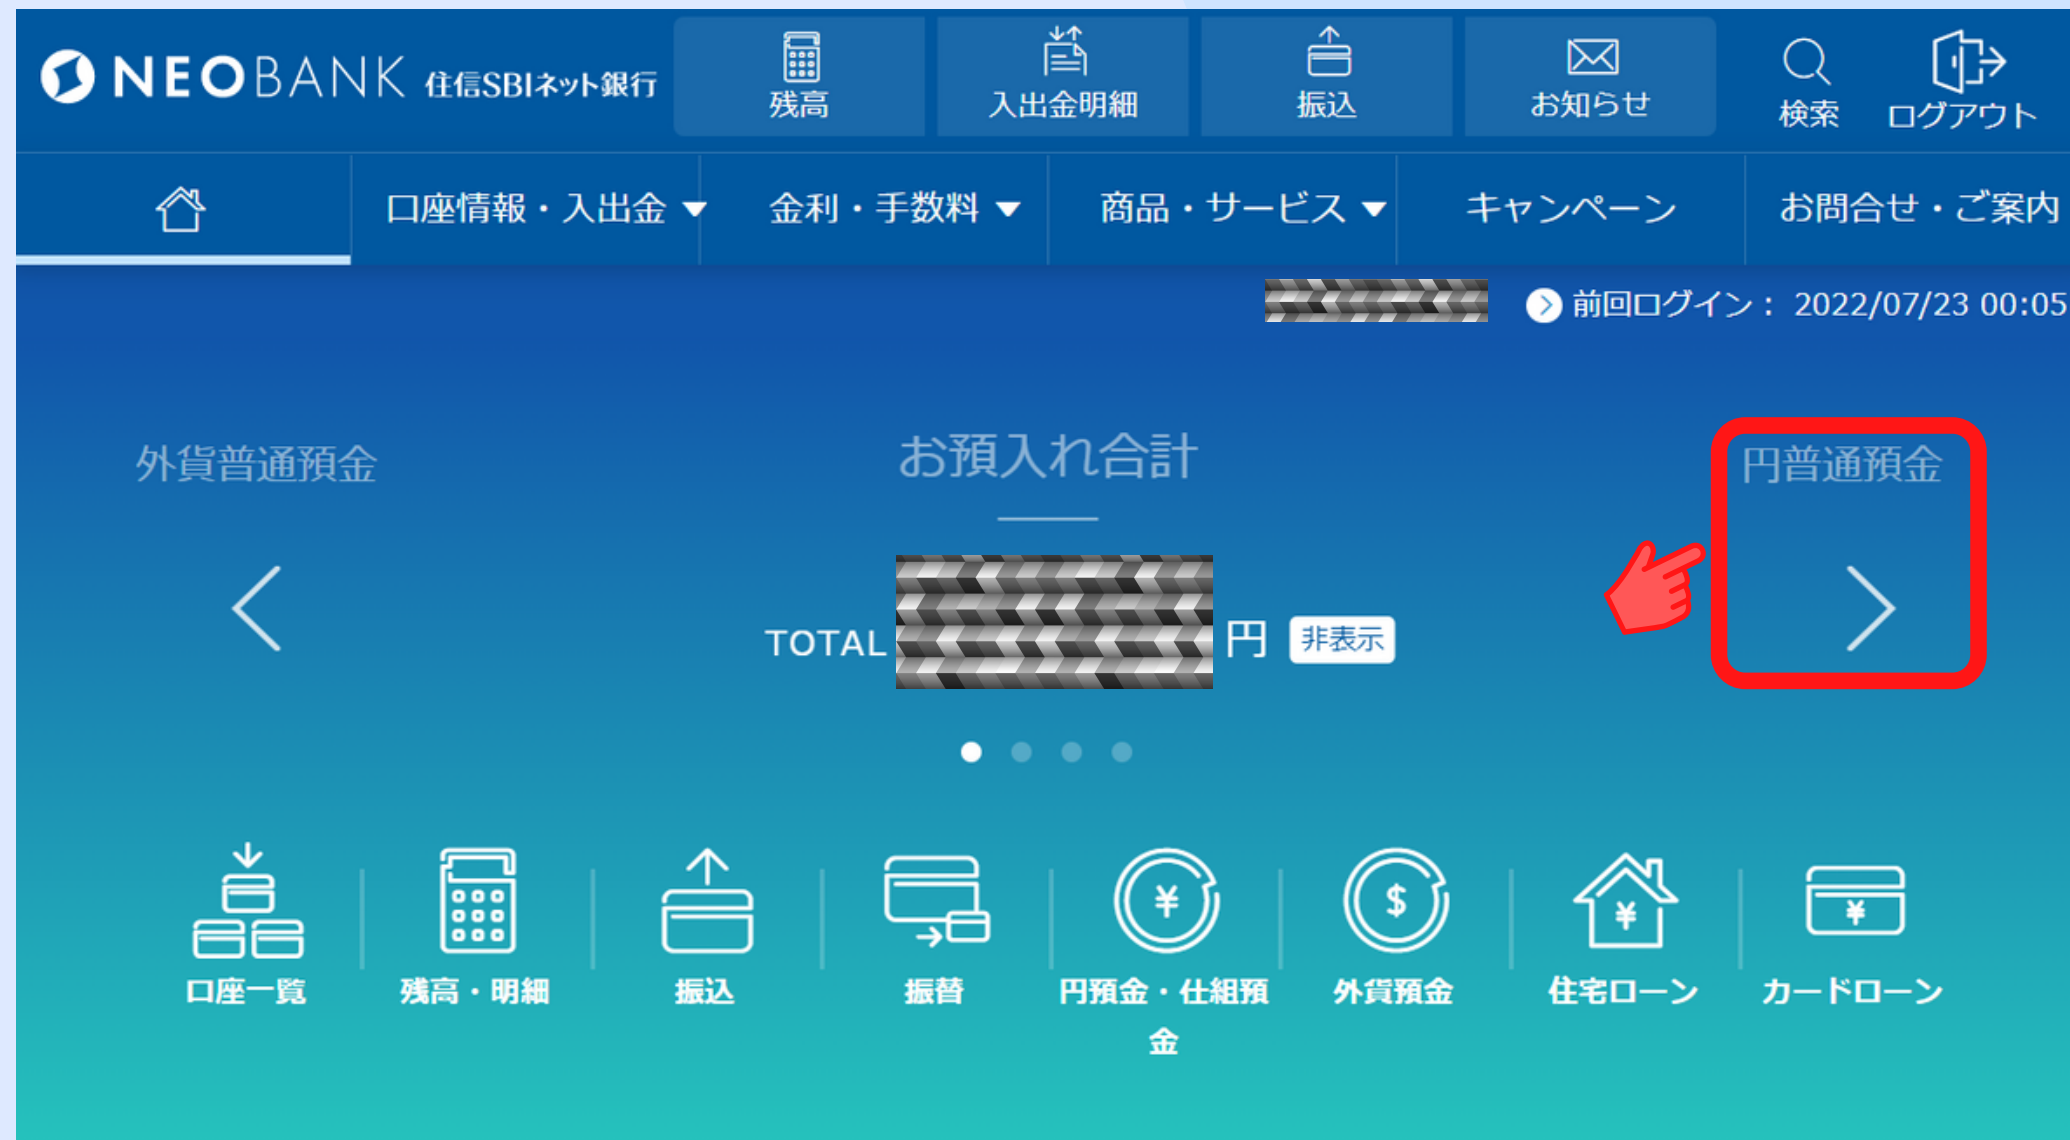 NEOBANK 住信SBIネット銀行
残高
入出金明細
振込
お知らせ
検索
ログアウト
口座情報・入出金 ▼
金利・手数料 ▼
商品・サービス ▼
キャンペーン
お問合せ・ご案内
前回ログイン： 2022/07/23 00:05
外貨普通預金
お預入れ合計
円普通預金
TOTAL 円 非表示
口座一覧
残高・明細
振込
振替
円預金・仕組預
金
外貨預金
住宅ローン
カードローン